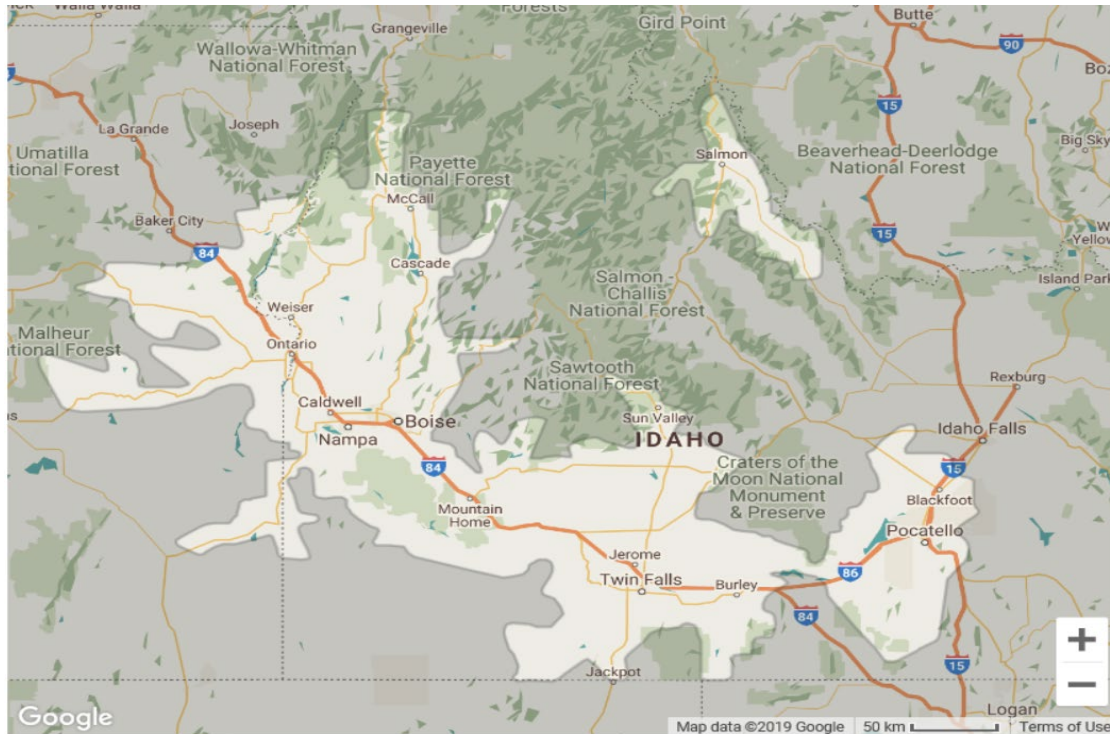 Walla Walla
Grangeville
Forests
Gird Point
Butte
90
Wallowa-Whitman
National Forest
15
La Grande
Joseph
Umatilla
National Forest
Payette
National Forest
McCall
Salmon
Beaverhead-Deerlodge
National Forest
Big Sky
Baker City
84
15
Cascade
Salmon -
Challis
National Forest
Island Park
Weiser
Malheur
National Forest
Ontario
Sawtooth
National Forest
Rexburg
Caldwell
Boise
Sun Valley
Nampa
IDAHO
Idaho Falls
84
Craters of the
Moon National
Monument
& Preserve
15
Blackfoot
Mountain
Home
Pocatello
Jerome
Twin Falls
Burley
86
84
15
Jackpot
Logan
Google
Map data ©2019 Google
50 km
Terms of Use